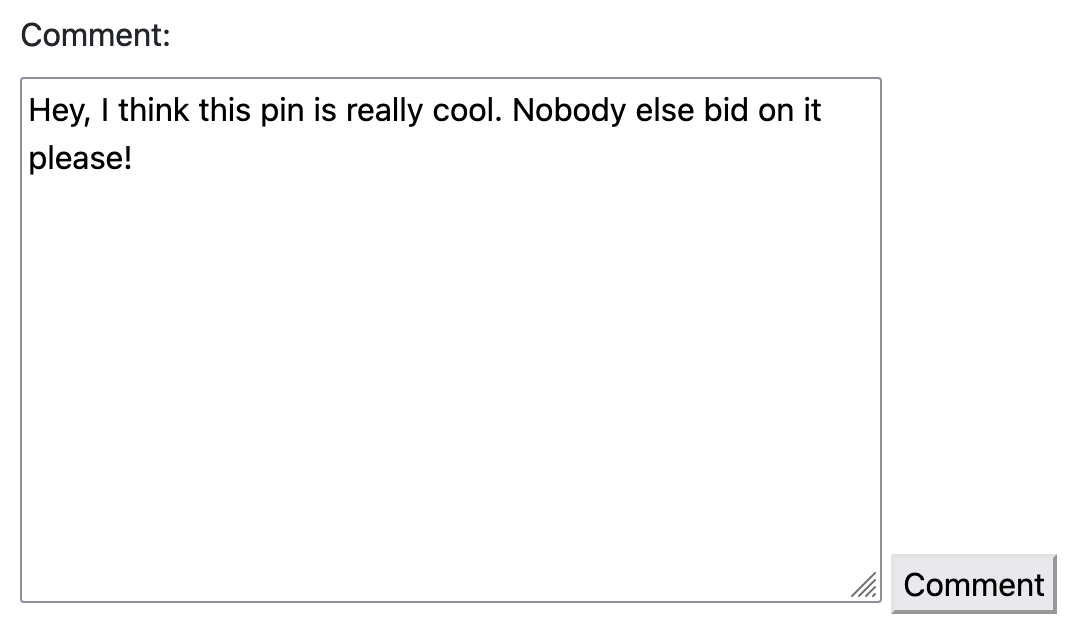 Comment:
Hey, I think this pin is really cool. Nobody else bid on it
please!
Comment